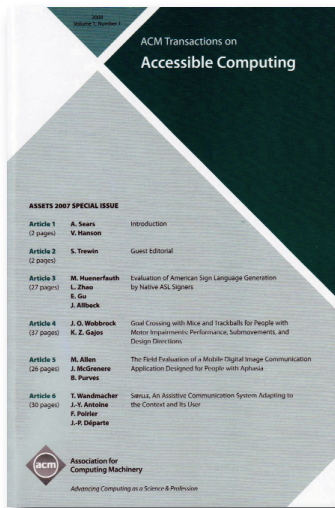 2008
Volume 1, Number 1
ACM Transactions on
Accessible Computing
ASSETS 2007 SPECIAL ISSUE
Article 1 A. Sears Introduction
(2 pages) V. Hanson
Article 2 S. Trewin Guest Editorial
(2 pages)
Article 3 M. Huenerfauth Evaluation of American Sign Language Generation
(27 pages) L. Zhao by Native ASL Signers
E. Gu
J. Allbeck
Article 4 J. O. Wobbrock Goal Crossing with Mice and Trackballs for People with
(37 pages) K. Z. Gajos Motor Impairments: Performance, Submovements, and
Design Directions
Article 5 M. Allen The Field Evaluation of a Mobile Digital Image Communication
(26 pages) J. McGrenere Application Designed for People with Aphasia
B. Purves
Article 6 T. Wandmacher Sibylle, An Assistive Communication System Adapting to
(30 pages) J.-Y. Antoine the Context and Its User
F. Poirier
J.-P. Départe
acm
Association for
Computing Machinery
Advancing Computing as a Science & Profession